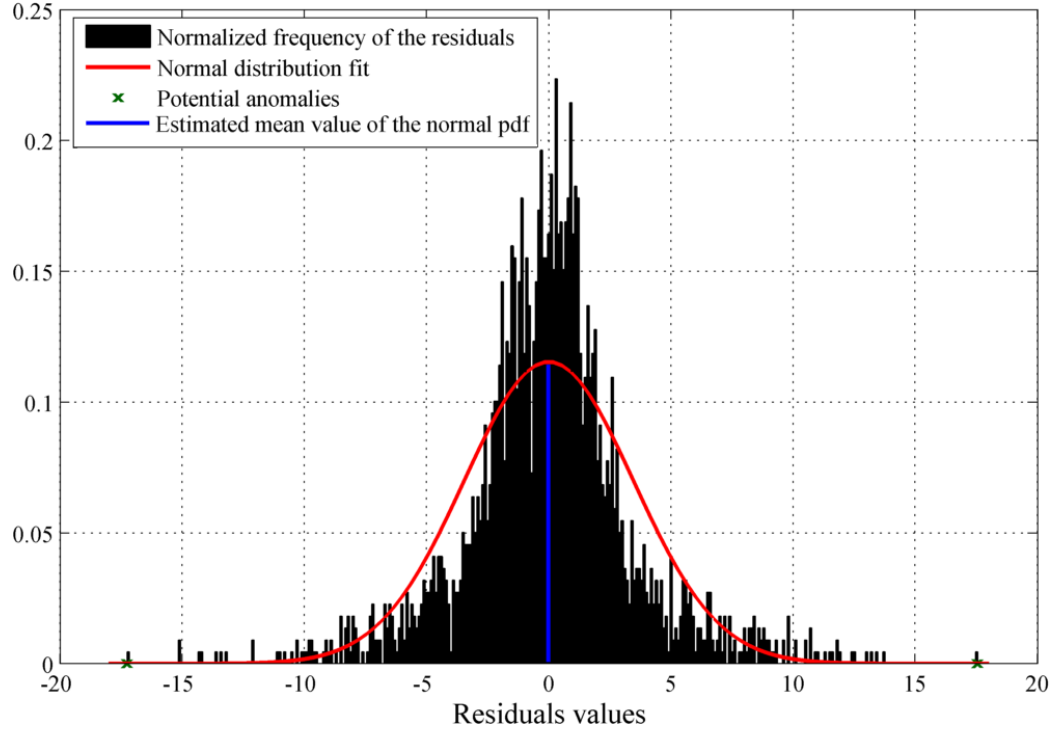 0.25
Normalized frequency of the residuals
Normal distribution fit
Potential anomalies
Estimated mean value of the normal pdf
0.2
0.15
0.1
0.05
0
-20 -15 -10 -5 0 5 10 15 20
Residuals values